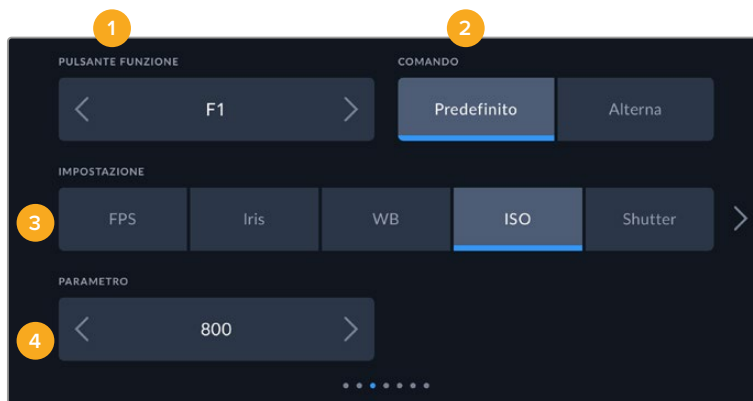 1 2
PULSANTE FUNZIONE COMANDO
F1 Predefinito Alterna
IMPOSTAZIONE
3 FPS Iris WB ISO Shutter
PARAMETRO
4 800